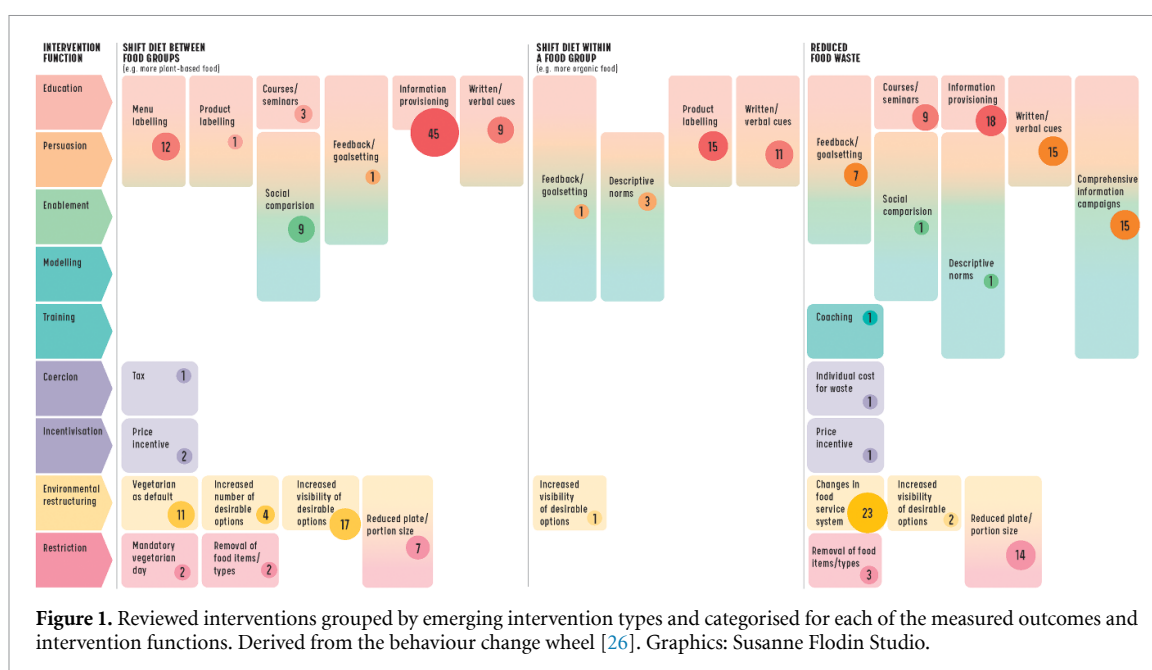 INTERVENTION
FUNCTION
SHIFT DIET BETWEEN
FOOD GROUPS
(e.g. more plant-based food)
SHIFT DIET WITHIN
A FOOD GROUP
(e.g. more organic food)
REDUCED
FOOD WASTE
Education
Persuasion
Enablement
Modelling
Training
Coercion
Incentivisation
Environmental
restructuring
Restriction
Menu
labelling
12
Product
labelling
1
Courses/
seminars
3
Social
comparision
9
Feedback/
goalsetting
1
Information
provisioning
45
Written/
verbal cues
9
Tax
1
Price
incentive
2
Vegetarian
as default
11
Increased
number of
desirable
options
4
Increased
visibility of
desirable
options
17
Reduced plate/
portion size
7
Mandatory
vegetarian
day
2
Removal of
food items/
types
2
Feedback/
goalsetting
1
Descriptive
norms
3
Product
labelling
15
Written/
verbal cues
11
Increased
visibility
of desirable
options
1
Feedback/
goalsetting
7
Courses/
seminars
9
Social
comparision
1
Information
provisioning
18
Descriptive
norms
1
Written/
verbal cues
15
Comprehensive
information
campaigns
15
Coaching
1
Individual cost
for waste
1
Price
incentive
1
Changes in
food
service
system
23
Increased
visibility
of desirable
options
2
Reduced plate/
portion size
14
Removal of food
items/types
3
Figure 1. Reviewed interventions grouped by emerging intervention types and categorised for each of the measured outcomes and
intervention functions. Derived from the behaviour change wheel [26]. Graphics: Susanne Flodin Studio.